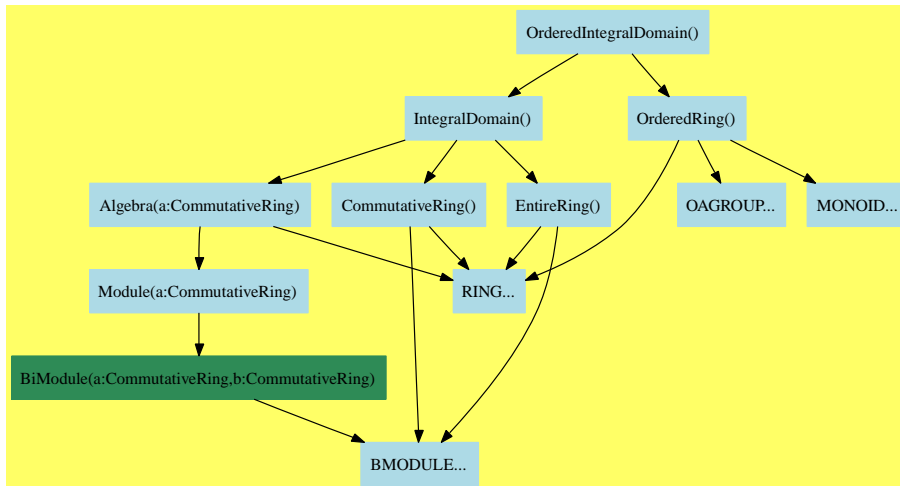 OrderedIntegralDomain()
IntegralDomain()
OrderedRing()
Algebra(a:CommutativeRing)
CommutativeRing()
EntireRing()
OAGROUP...
MONOID...
Module(a:CommutativeRing)
RING...
BiModule(a:CommutativeRing,b:CommutativeRing)
BMODULE...